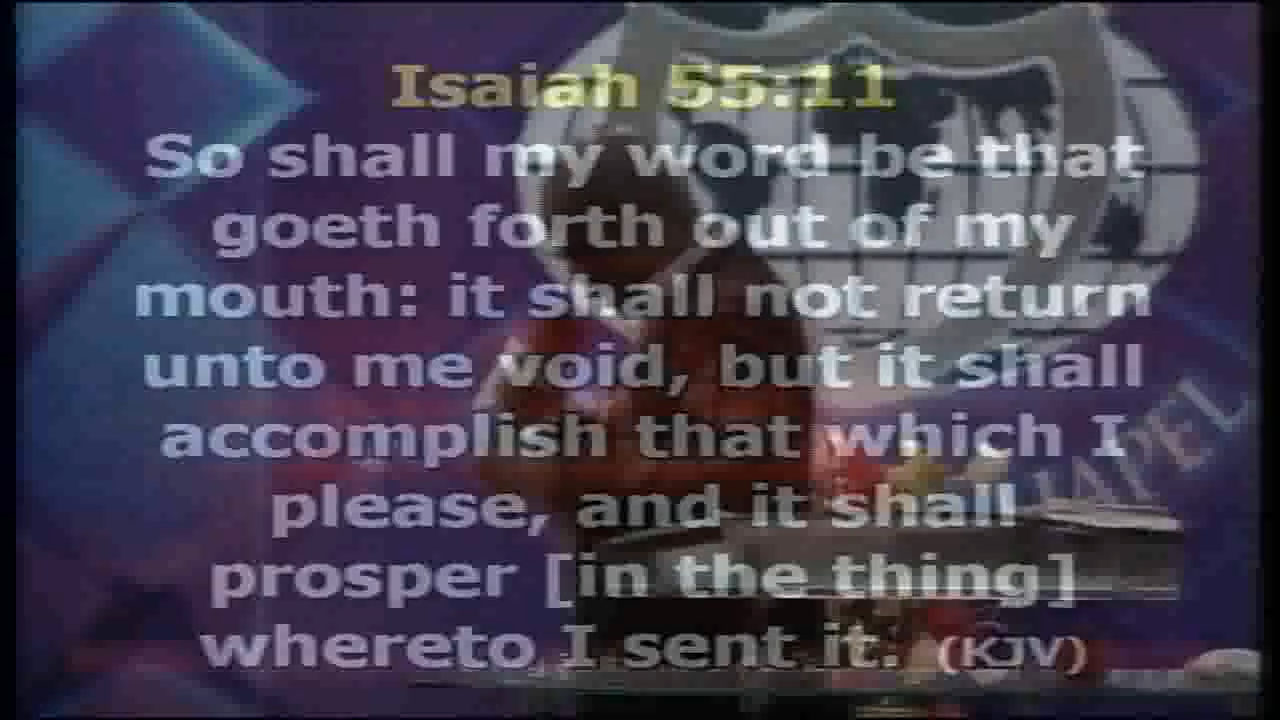 Isaiah 55:11
So shall my word be that
goeth forth out of my
mouth: it shall not return
unto me void, but it shall
accomplish that which I
please, and it shall
prosper [in the thing]
whereto I sent it. (KJV)